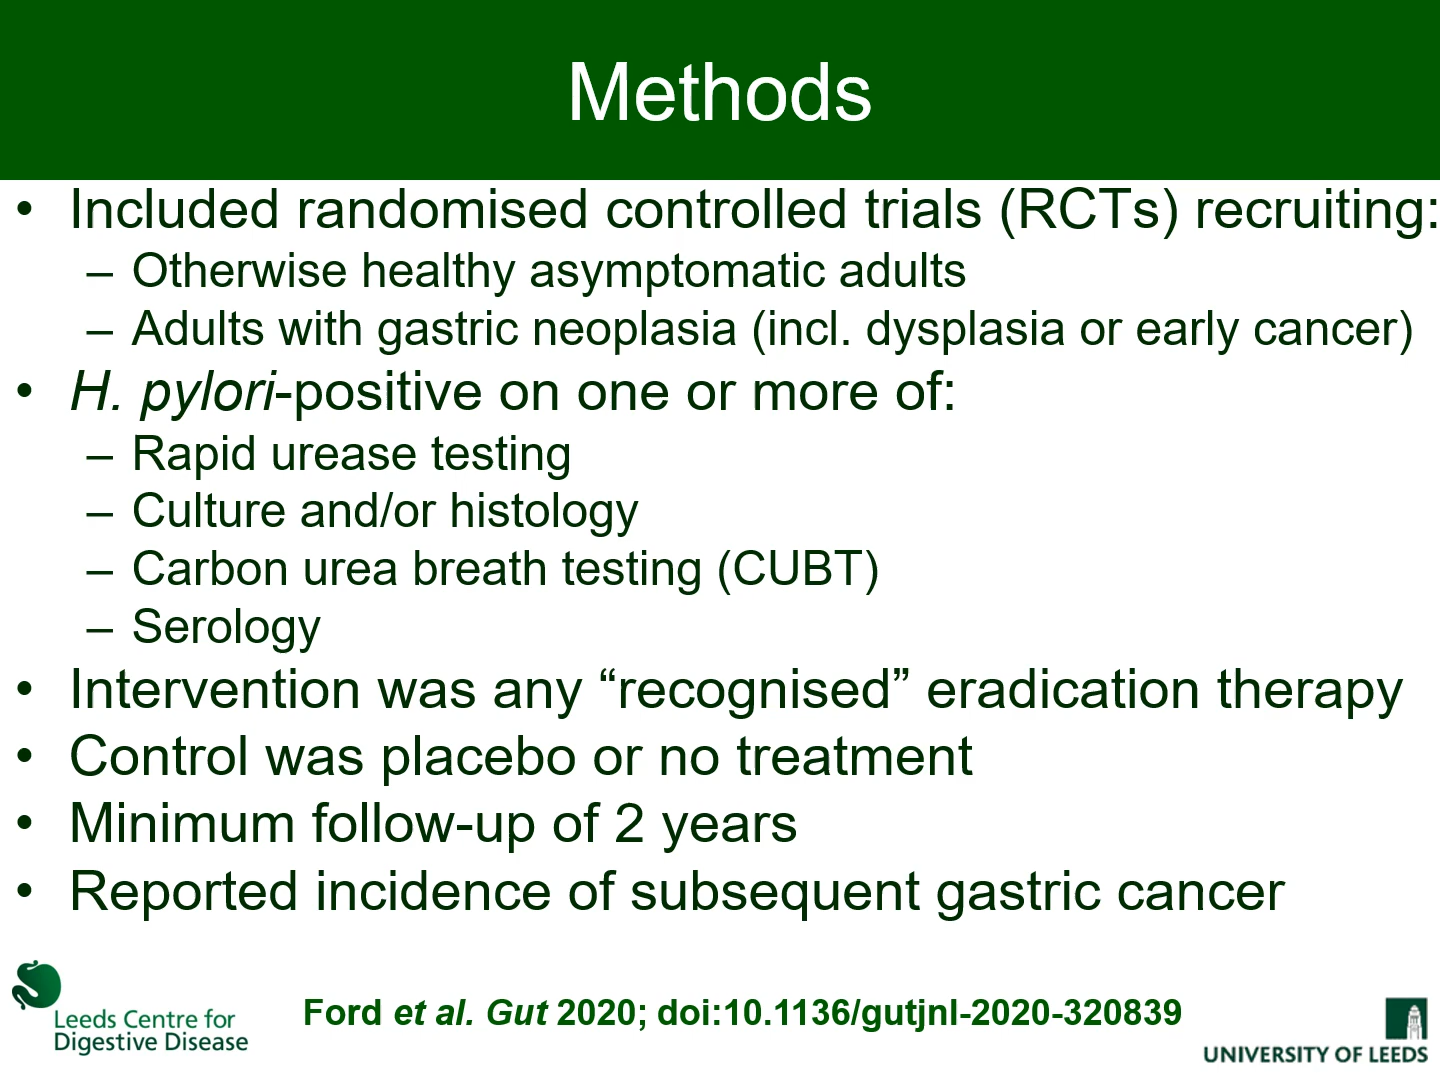 Methods
• Included randomised controlled trials (RCTs) recruiting:
– Otherwise healthy asymptomatic adults
– Adults with gastric neoplasia (incl. dysplasia or early cancer)
• H. pylori-positive on one or more of:
– Rapid urease testing
– Culture and/or histology
– Carbon urea breath testing (CUBT)
– Serology
• Intervention was any “recognised” eradication therapy
• Control was placebo or no treatment
• Minimum follow-up of 2 years
• Reported incidence of subsequent gastric cancer
Leeds Centre for
Digestive Disease
Ford et al. Gut 2020; doi:10.1136/gutjnl-2020-320839
UNIVERSITY OF LEEDS